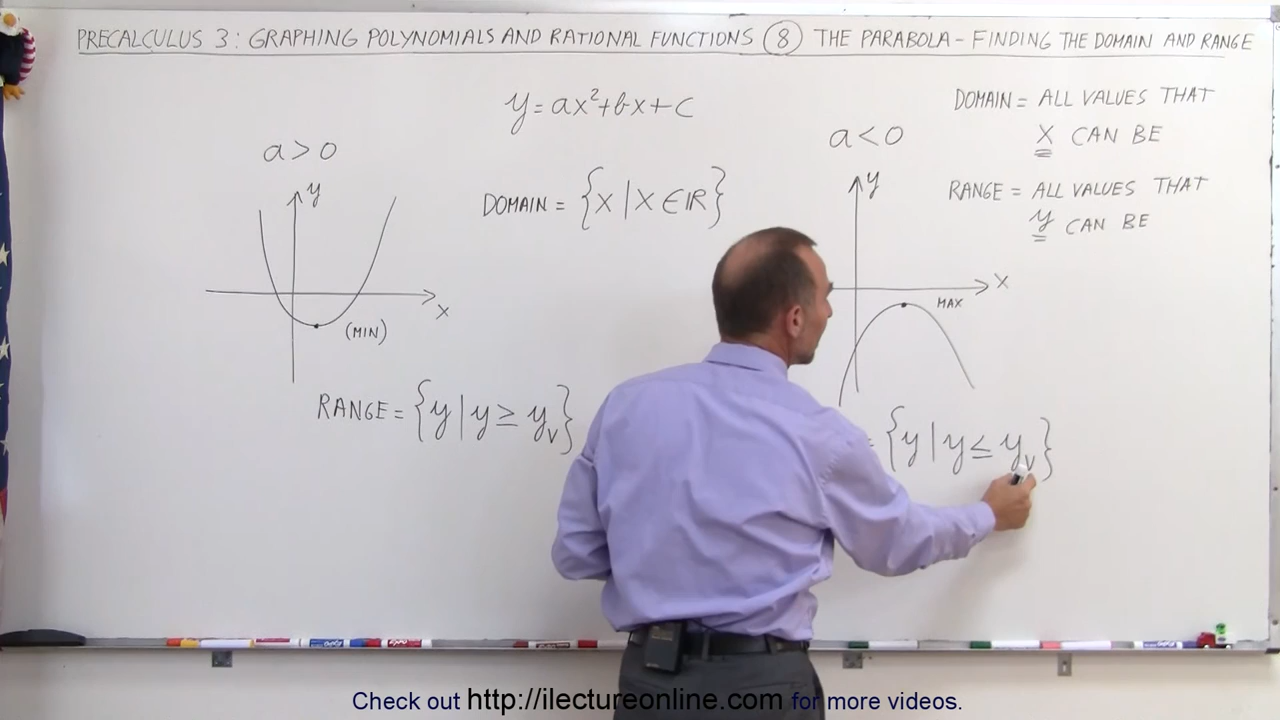 PRECALCULUS 3: GRAPHING POLYNOMIALS AND RATIONAL FUNCTIONS (8) THE PARABOLA - FINDING THE DOMAIN AND RANGE
y = ax²+bx+c
DOMAIN = ALL VALUES THAT
X CAN BE
a > 0
a < 0
DOMAIN = {X | X ∈ ℝ}
RANGE = ALL VALUES THAT
y CAN BE
y
y
x
x
(MIN)
MAX
RANGE = {y | y ≥ yᵥ}
= {y | y ≤ yᵥ}
Check out http://ilectureonline.com for more videos.